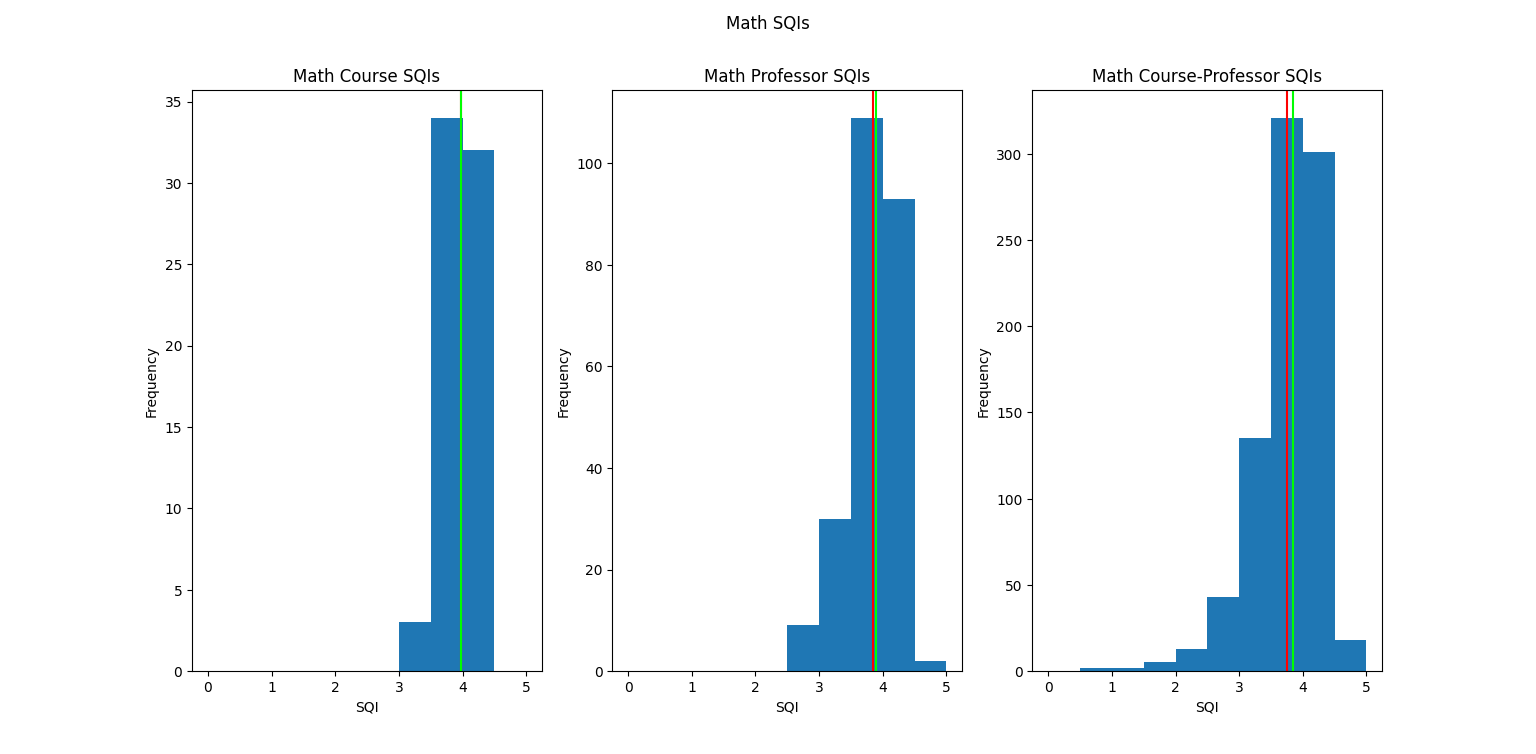 Math SQIs
Math Course SQIs
35
30
25
20
15
10
5
0
Frequency
0 1 2 3 4 5
SQI
Math Professor SQIs
100
80
60
40
20
0
Frequency
0 1 2 3 4 5
SQI
Math Course-Professor SQIs
300
250
200
150
100
50
0
Frequency
0 1 2 3 4 5
SQI